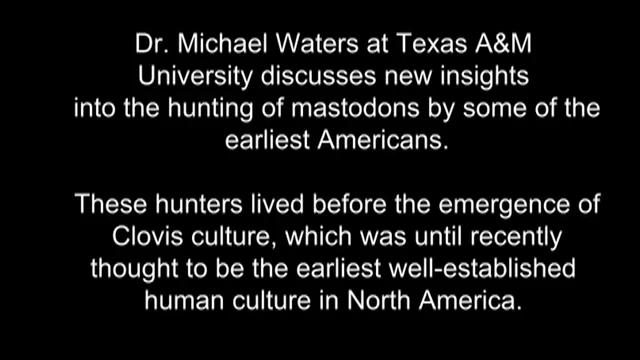 Dr. Michael Waters at Texas A&M
University discusses new insights
into the hunting of mastodons by some of the
earliest Americans.
These hunters lived before the emergence of
Clovis culture, which was until recently
thought to be the earliest well-established
human culture in North America.